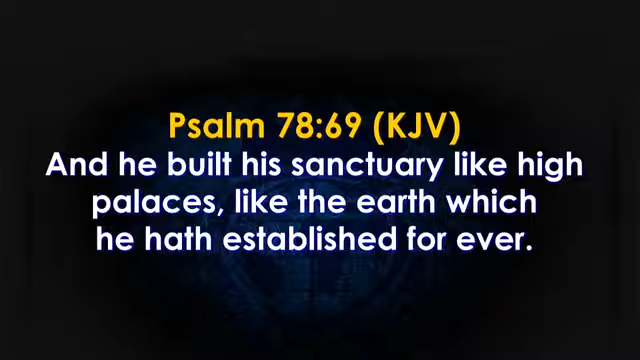 Psalm 78:69 (KJV)
And he built his sanctuary like high
palaces, like the earth which
he hath established for ever.